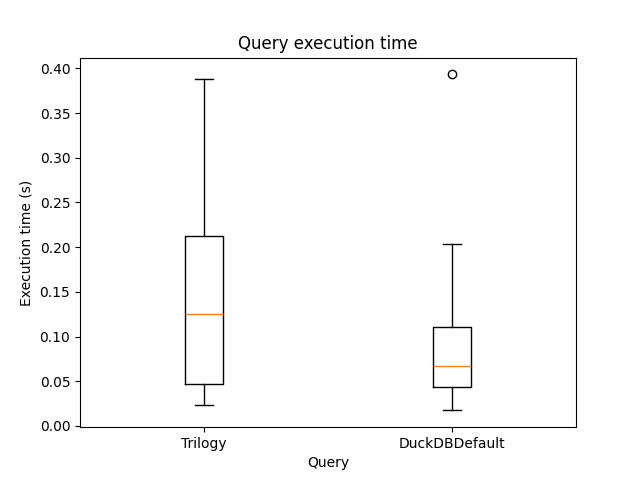 Query execution time
0.40
0.35
0.30
0.25
0.20
0.15
0.10
0.05
0.00
Execution time (s)
Trilogy
DuckDBDefault
Query